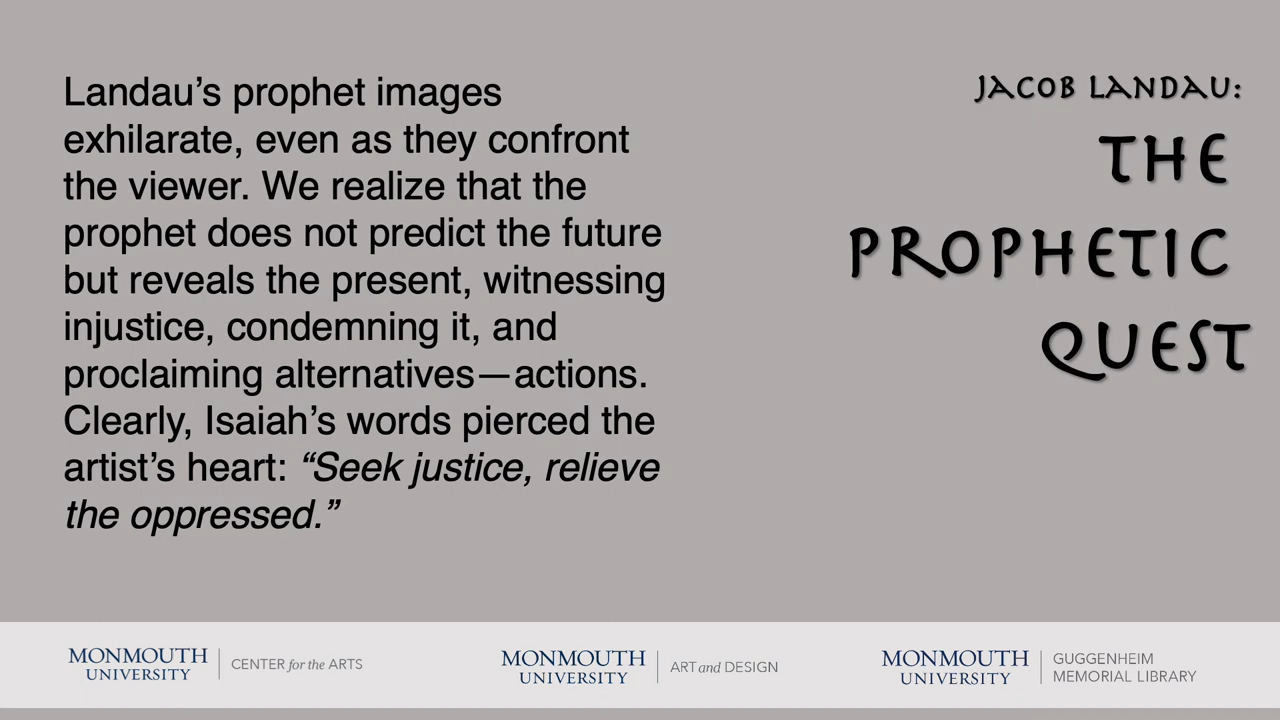 Landau’s prophet images
exhilarate, even as they confront
the viewer. We realize that the
prophet does not predict the future
but reveals the present, witnessing
injustice, condemning it, and
proclaiming alternatives—actions.
Clearly, Isaiah’s words pierced the
artist’s heart: “Seek justice, relieve
the oppressed.”
JACOB LANDAU:
THE
PROPHETIC
QUEST
MONMOUTH
UNIVERSITY
CENTER for the ARTS
MONMOUTH
UNIVERSITY
ART and DESIGN
MONMOUTH
UNIVERSITY
GUGGENHEIM
MEMORIAL LIBRARY